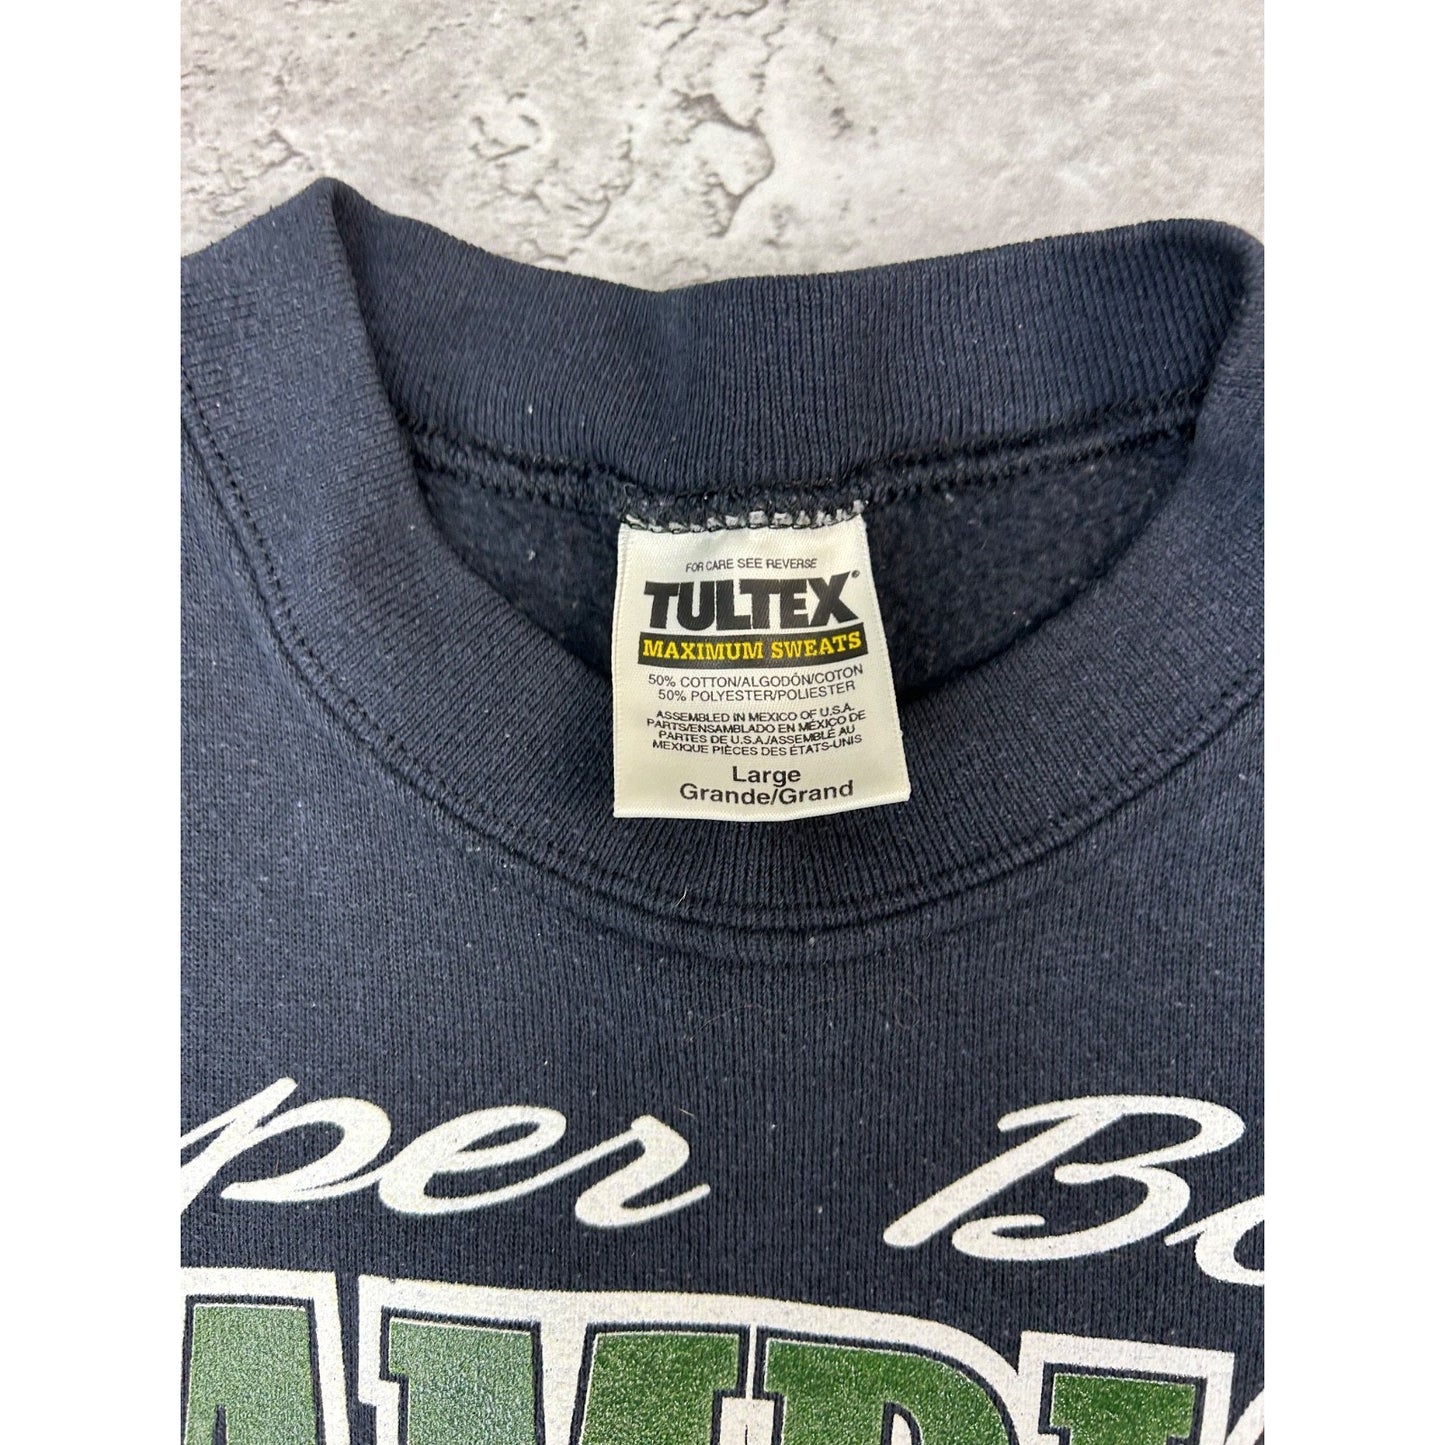 FOR CARE SEE REVERSE
TULTEX®
MAXIMUM SWEATS
50% COTTON/ALGODÓN/COTON
50% POLYESTER/POLIESTER
ASSEMBLED IN MEXICO OF U.S.A.
PARTS/ENSAMBLADO EN MÉXICO DE
PARTES DE U.S.A./ASSEMBLÉ AU
MEXIQUE PIÈCES DES ÉTATS-UNIS
Large
Grande/Grand
per Bo
AMPI